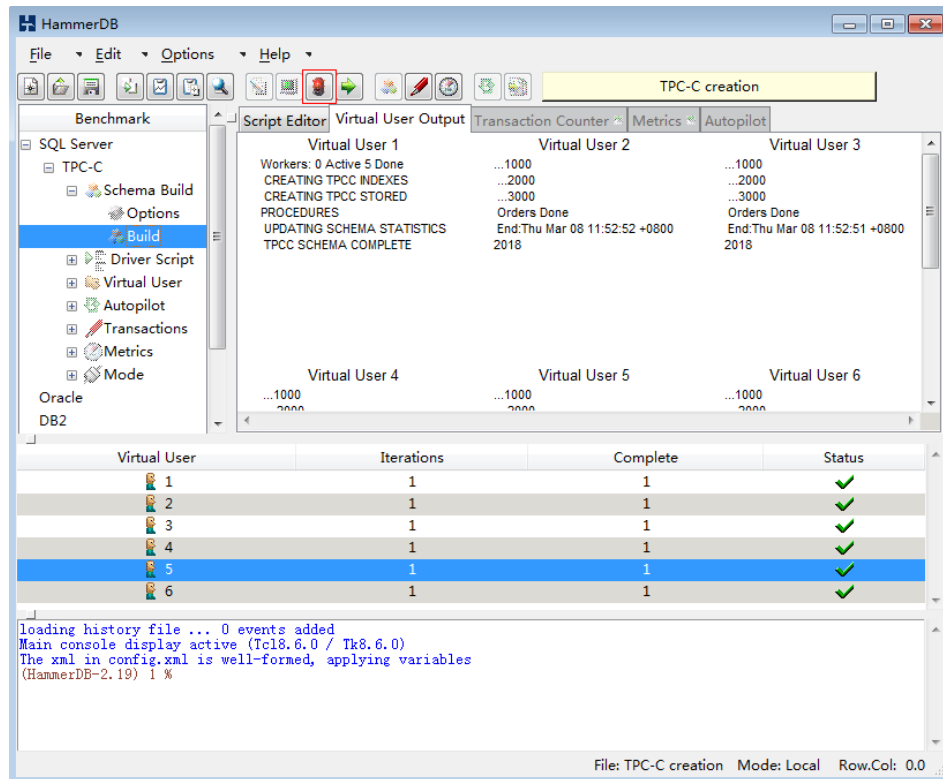 HammerDB
File Edit Options Help
TPC-C creation
Benchmark
SQL Server
TPC-C
Schema Build
Options
Build
Driver Script
Virtual User
Autopilot
Transactions
Metrics
Mode
Oracle
DB2
Script Editor Virtual User Output Transaction Counter Metrics Autopilot
Virtual User 1
Workers: 0 Active 5 Done
CREATING TPCC INDEXES
CREATING TPCC STORED
PROCEDURES
UPDATING SCHEMA STATISTICS
TPCC SCHEMA COMPLETE
Virtual User 2
...1000
...2000
...3000
Orders Done
End:Thu Mar 08 11:52:52 +0800
2018
Virtual User 3
...1000
...2000
...3000
Orders Done
End:Thu Mar 08 11:52:51 +0800
2018
Virtual User 4
...1000
...2000
Virtual User 5
...1000
...2000
Virtual User 6
...1000
...2000
Virtual User Iterations Complete Status
1 1 1
2 1 1
3 1 1
4 1 1
5 1 1
6 1 1
loading history file ... 0 events added
Main console display active (Tcl8.6.0 / Tk8.6.0)
The xml in config.xml is well-formed, applying variables
(HammerDB-2.19) 1 %
File: TPC-C creation Mode: Local Row.Col: 0.0